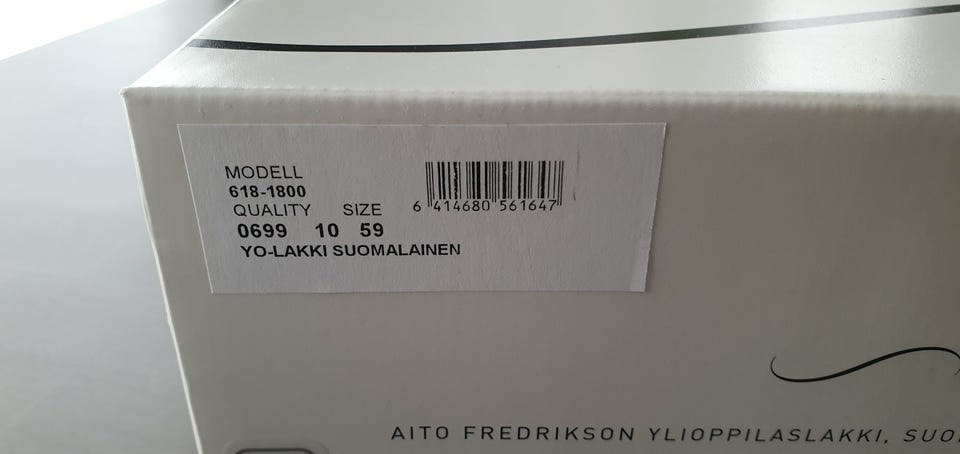 MODELL
618-1800
QUALITY SIZE
0699 10 59
YO-LAKKI SUOMALAINEN
6 414680 561647
AITO FREDRIKSON YLIOPPILASLAKKI,